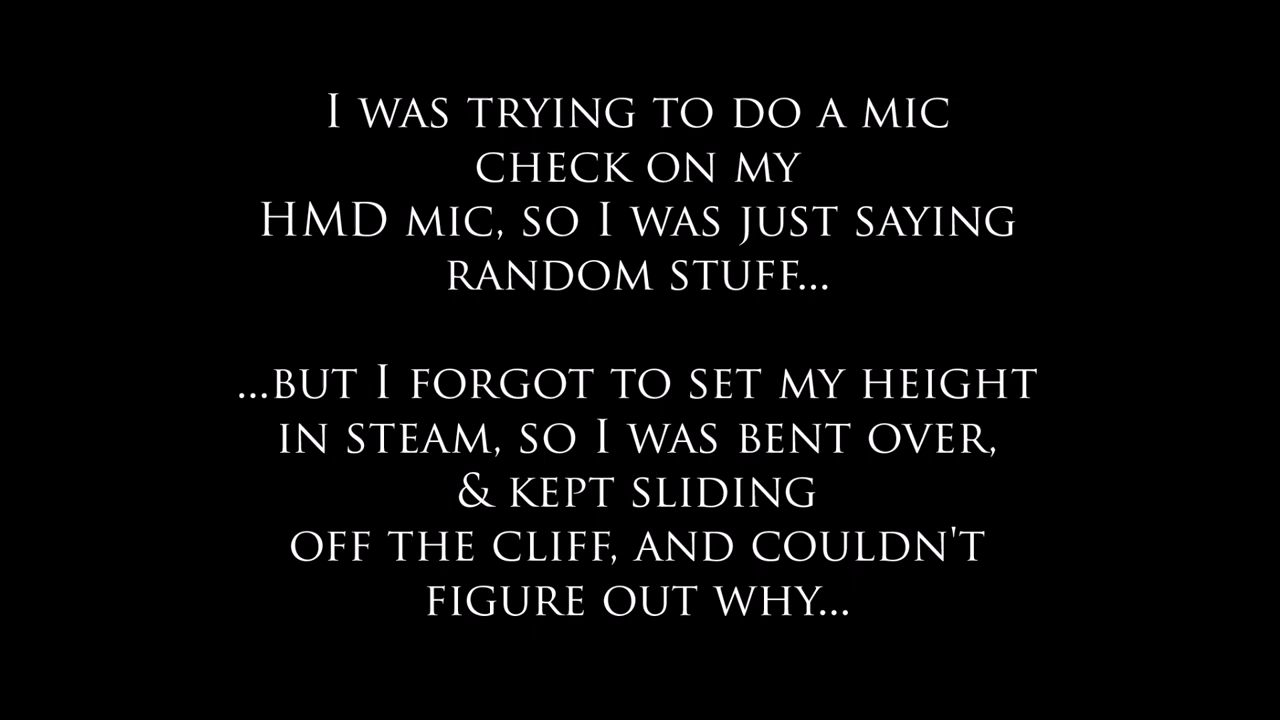 I was trying to do a mic
check on my
HMD mic, so I was just saying
random stuff...
...but I forgot to set my height
in steam, so I was bent over,
& kept sliding
off the cliff, and couldn't
figure out why...